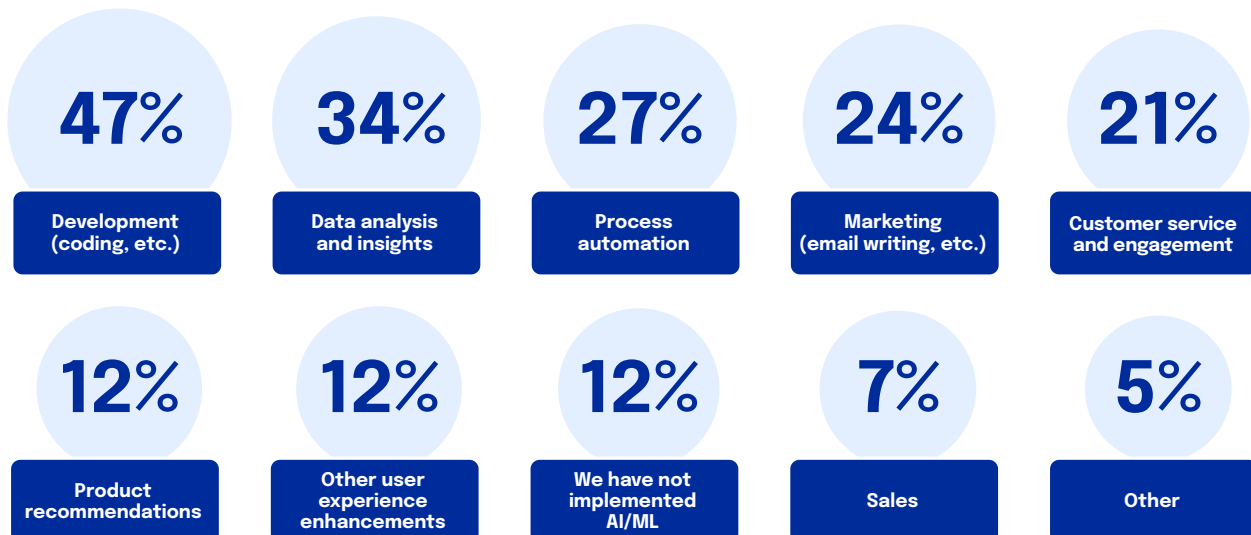 47%
34%
27%
24%
21%
Development
(coding, etc.)
Data analysis
and insights
Process
automation
Marketing
(email writing, etc.)
Customer service
and engagement
12%
12%
12%
7%
5%
Product
recommendations
Other user
experience
enhancements
We have not
implemented
AI/ML
Sales
Other